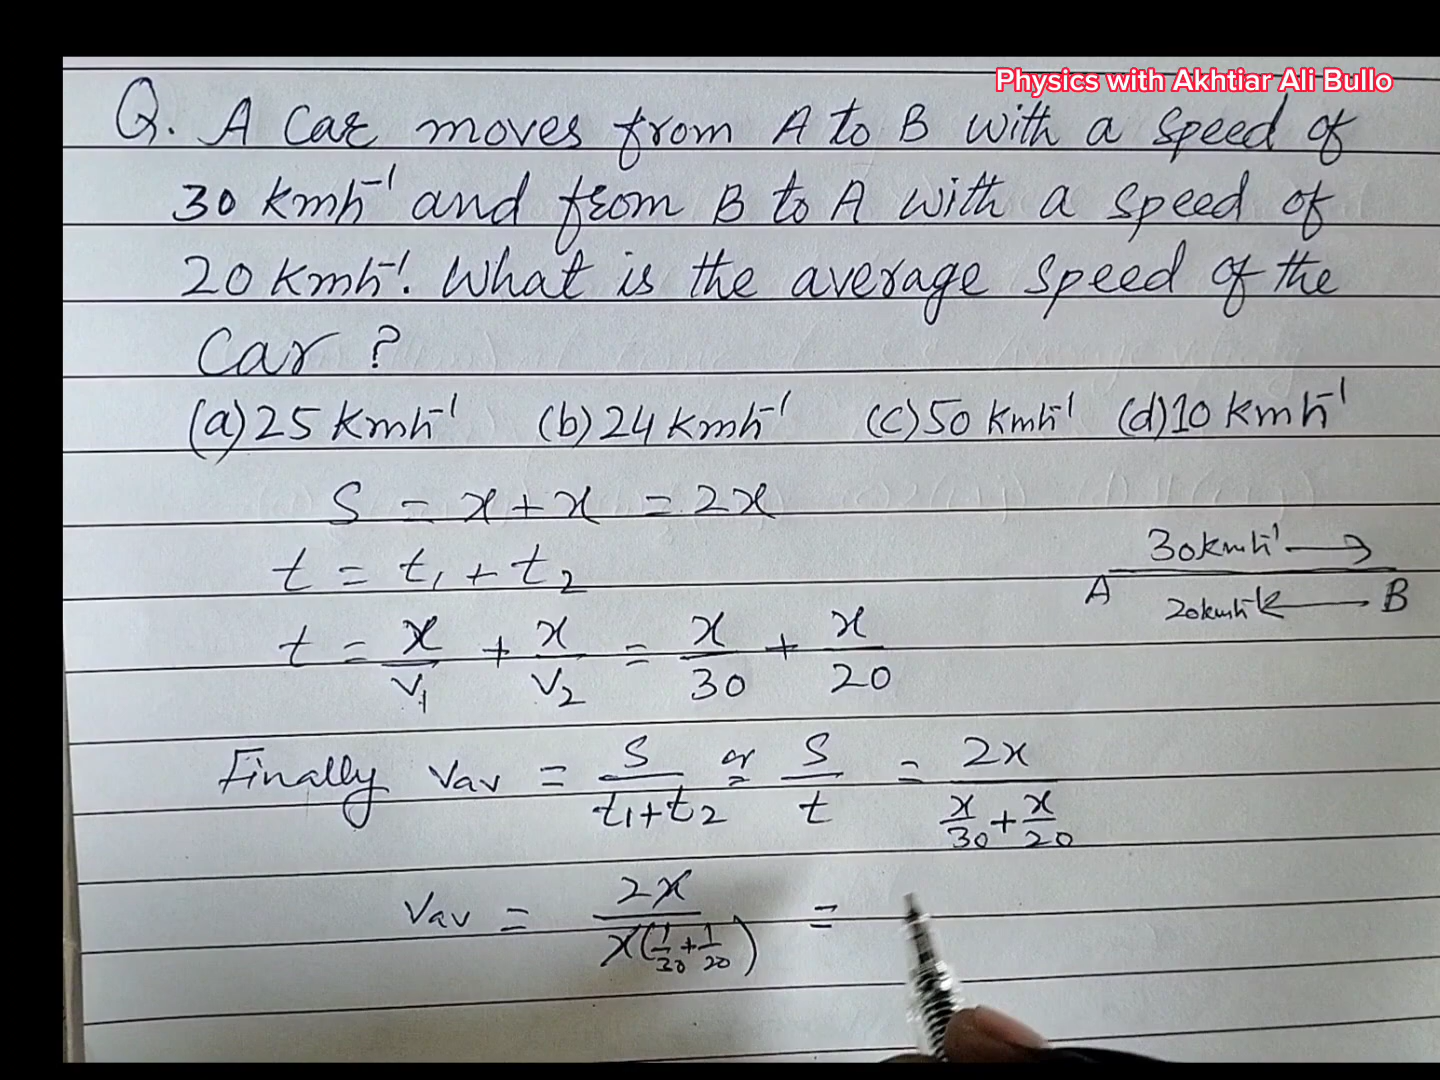 Physics with Akhtiar Ali Bullo
Q. A Car moves from A to B with a speed of
30 Kmh⁻¹ and from B to A with a speed of
20 Kmh⁻¹. What is the average speed of the
Car ?
(a) 25 Kmh⁻¹ (b) 24 Kmh⁻¹ (c) 50 Kmh⁻¹ (d) 10 Kmh⁻¹
S = x + x = 2x
30 kmh⁻¹ →
t = t₁ + t₂
A 20 kmh⁻¹ ← B
t = x/v₁ + x/v₂ = x/30 + x/20
Finally Vav = S/(t₁+t₂) or = S/t = 2x/(x/30 + x/20)
Vav = 2x/(x(1/30 + 1/20)) =